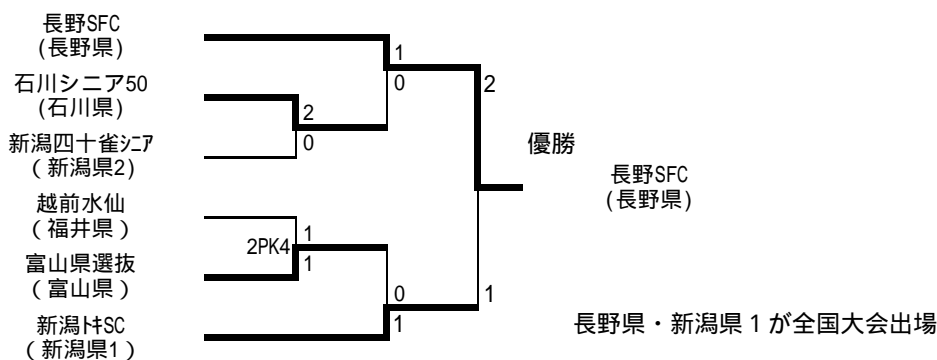 長野SFC
(長野県)
1
石川シニア50
(石川県)
0
2
2
新潟四十雀ｼﾆｱ
(新潟県2)
0
優勝
長野SFC
(長野県)
越前水仙
(福井県)
2PK4
1
富山県選抜
(富山県)
1
0
1
新潟ﾄｷSC
(新潟県1)
1
長野県・新潟県１が全国大会出場